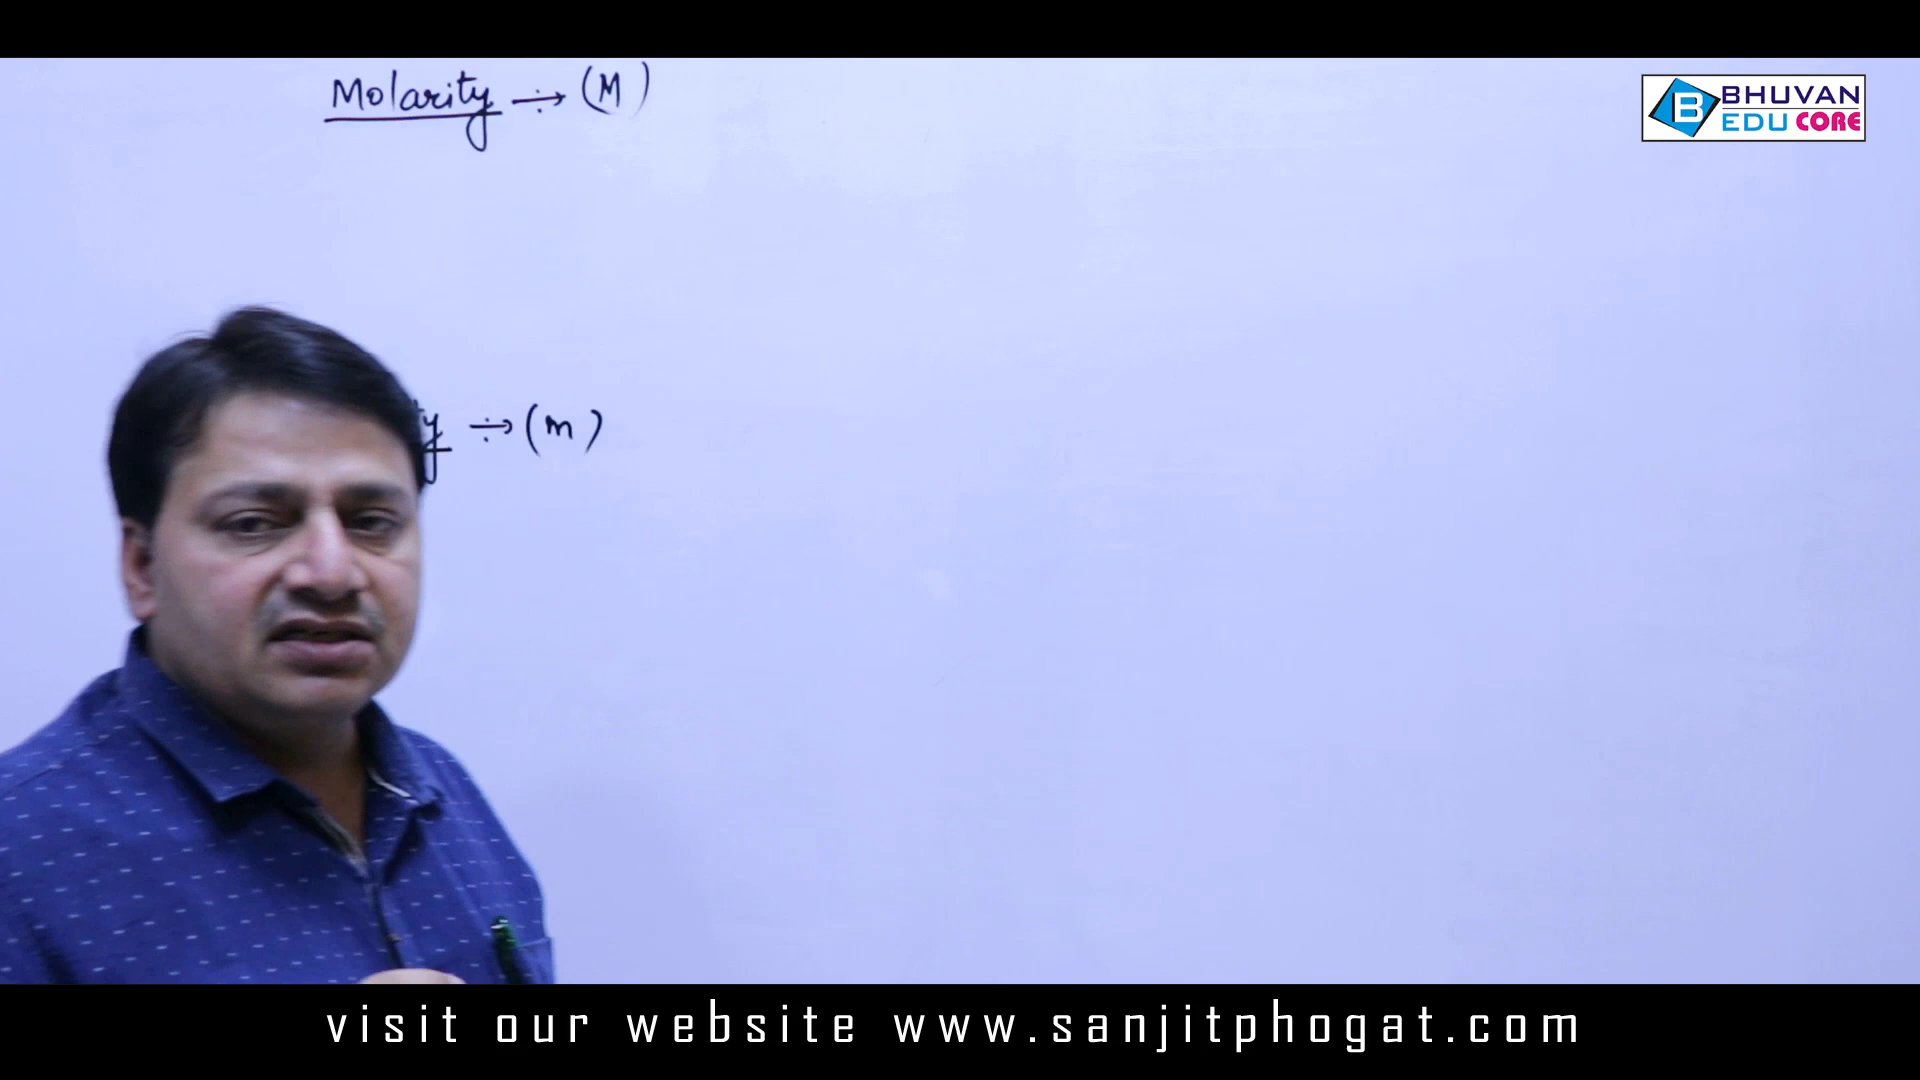 Molarity ÷→ (M)
BHUVAN
EDU CORE
y ÷→ (m)
visit our website www.sanjitphogat.com